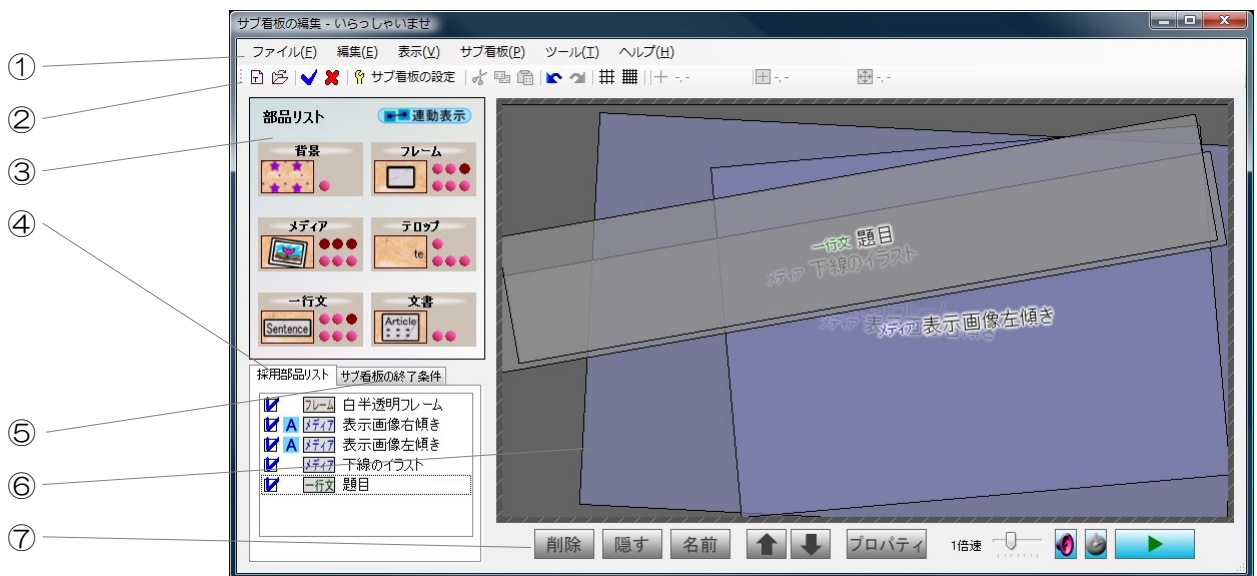 サブ看板の編集 - いらっしゃいませ
ファイル(F) 編集(E) 表示(V) サブ看板(P) ツール(T) ヘルプ(H)
サブ看板の設定 -,- -,- -,-
①
②
③
④
⑤
⑥
⑦
部品リスト 連動表示
背景 フレーム
メディア テロップ
te
一行文 文書
Sentence Article
採用部品リスト サブ看板の終了条件
フレーム 白半透明フレーム
A メディア 表示画像右傾き
A メディア 表示画像左傾き
メディア 下線のイラスト
一行文 題目
一行文 題目
メディア 下線のイラスト
メディア 表示画像左傾き
削除 隠す 名前 プロパティ 1倍速